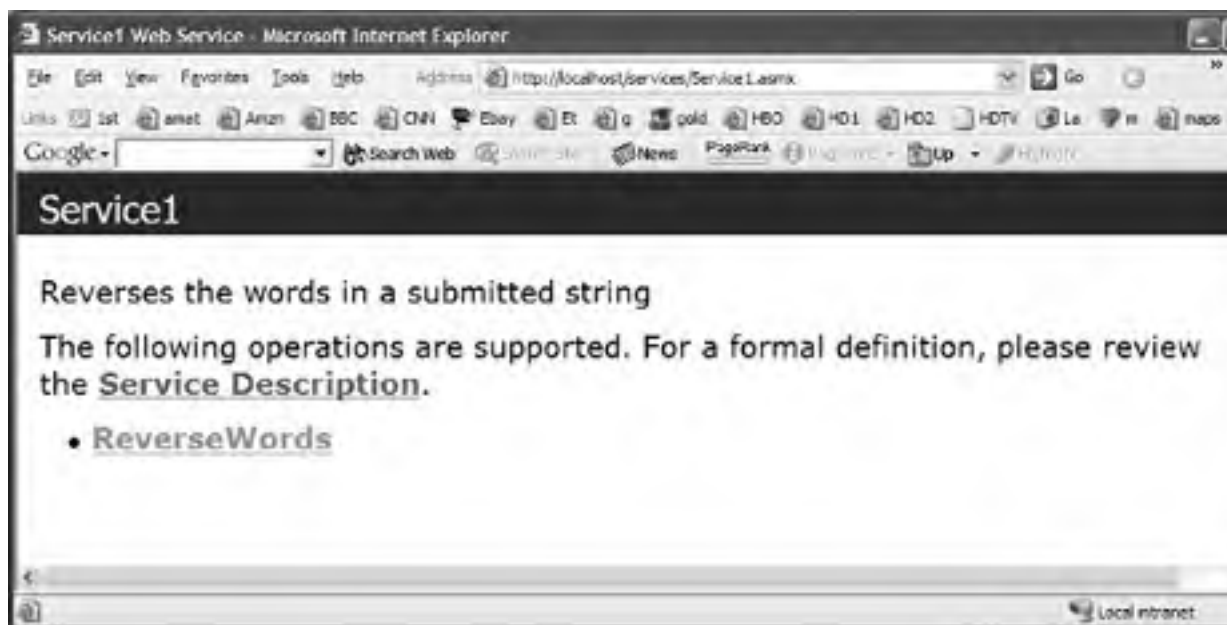 Service1 Web Service - Microsoft Internet Explorer
File Edit View Favorites Tools Help Address http://localhost/services/Service1.asmx Go »
Links 1st amet Amzn BBC CNN Ebay Et g gold HBO HD1 HD2 HDTV La m maps
Google Search Web News PageRank Up
Service1
Reverses the words in a submitted string
The following operations are supported. For a formal definition, please review
the Service Description.
• ReverseWords
Local intranet